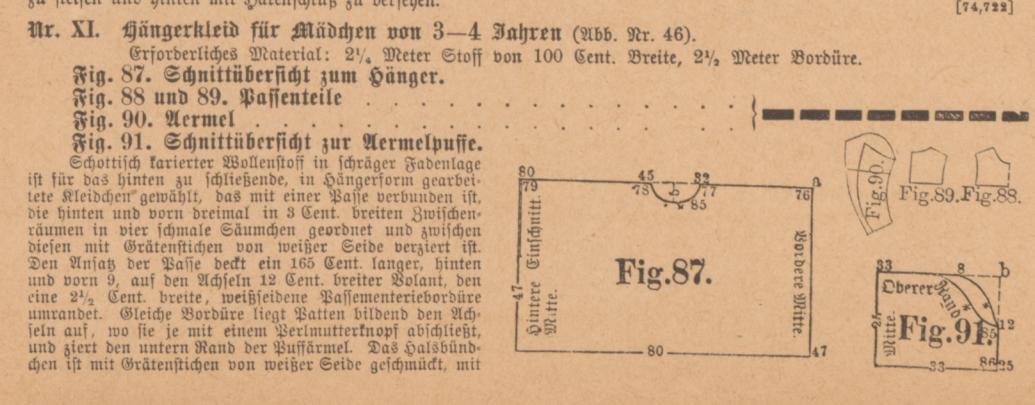 zu steifen und hinten mit Hakenschluß zu versehen.
[74,722]
Nr. XI. Hängerkleid für Mädchen von 3—4 Jahren (Abb. Nr. 46).
Erforderliches Material: 2¼ Meter Stoff von 100 Cent. Breite, 2½ Meter Bordüre.
Fig. 87. Schnittübersicht zum Hänger.
Fig. 88 und 89. Passenteile . . . . . . . . . . . .
Fig. 90. Aermel . . . . . . . . . . . . . . .
Fig. 91. Schnittübersicht zur Aermelpuffe.
Schottisch karierter Wollenstoff in schräger Fadenlage
ist für das hinten zu schließende, in Hängerform gearbei-
tete Kleidchen gewählt, das mit einer Passe verbunden ist,
die hinten und vorn dreimal in 3 Cent. breiten Zwischen-
räumen in vier schmale Säumchen geordnet und zwischen
diesen mit Grätenstichen von weißer Seide verziert ist.
Den Ansatz der Passe deckt ein 165 Cent. langer, hinten
und vorn 9, auf den Achseln 12 Cent. breiter Volant, den
eine 2½ Cent. breite, weißseidene Passementeriebordüre
umrandet. Gleiche Bordüre liegt Patten bildend den Ach-
seln auf, wo sie je mit einem Perlmutterknopf abschließt,
und ziert den untern Rand der Puffärmel. Das Halsbünd-
chen ist mit Grätenstichen von weißer Seide geschmückt, mit
80 45 32 a
79 78 b 77 76
85
Hintere Einschnitt.
Mitte.
47
Fig.87.
Vordere Mitte.
80 47
Fig.90.
Fig.89.
Fig.88.
33 8 b
Oberer Rand
Mitte.
Fig.91.
12
85
33 86 25